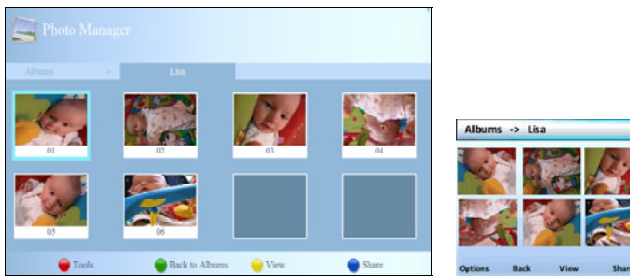 Photo Manager
Albums > Lisa
01 02 03 04
05 06
Tools Back to Albums View Share
Albums -> Lisa
Options Back View Share